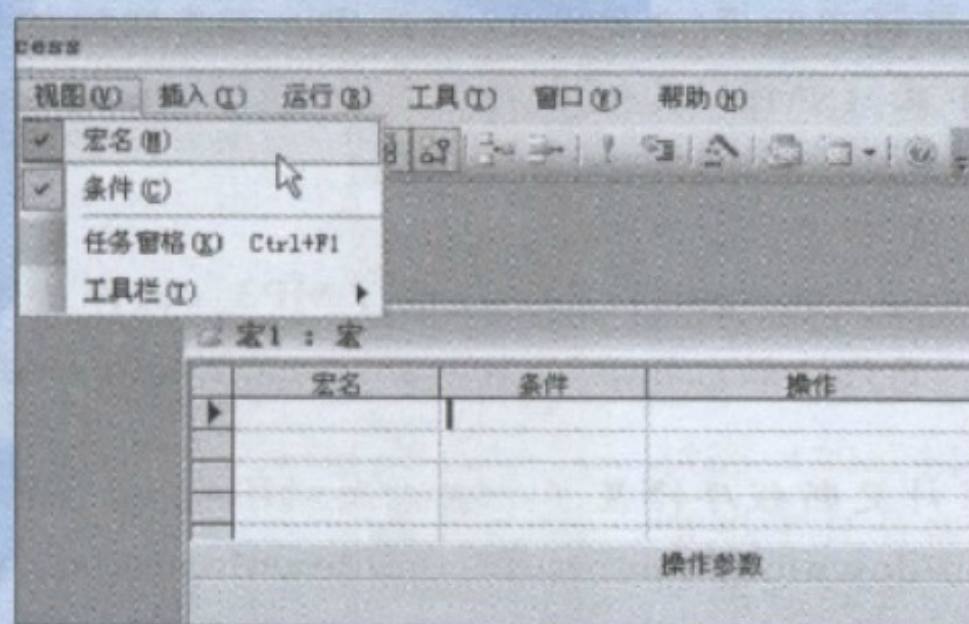 cess
视图(V) 插入(I) 运行(R) 工具(T) 窗口(W) 帮助(H)
宏名(M)
条件(C)
任务窗格(K) Ctrl+F1
工具栏(T)
宏1 : 宏
宏名 条件 操作
操作参数